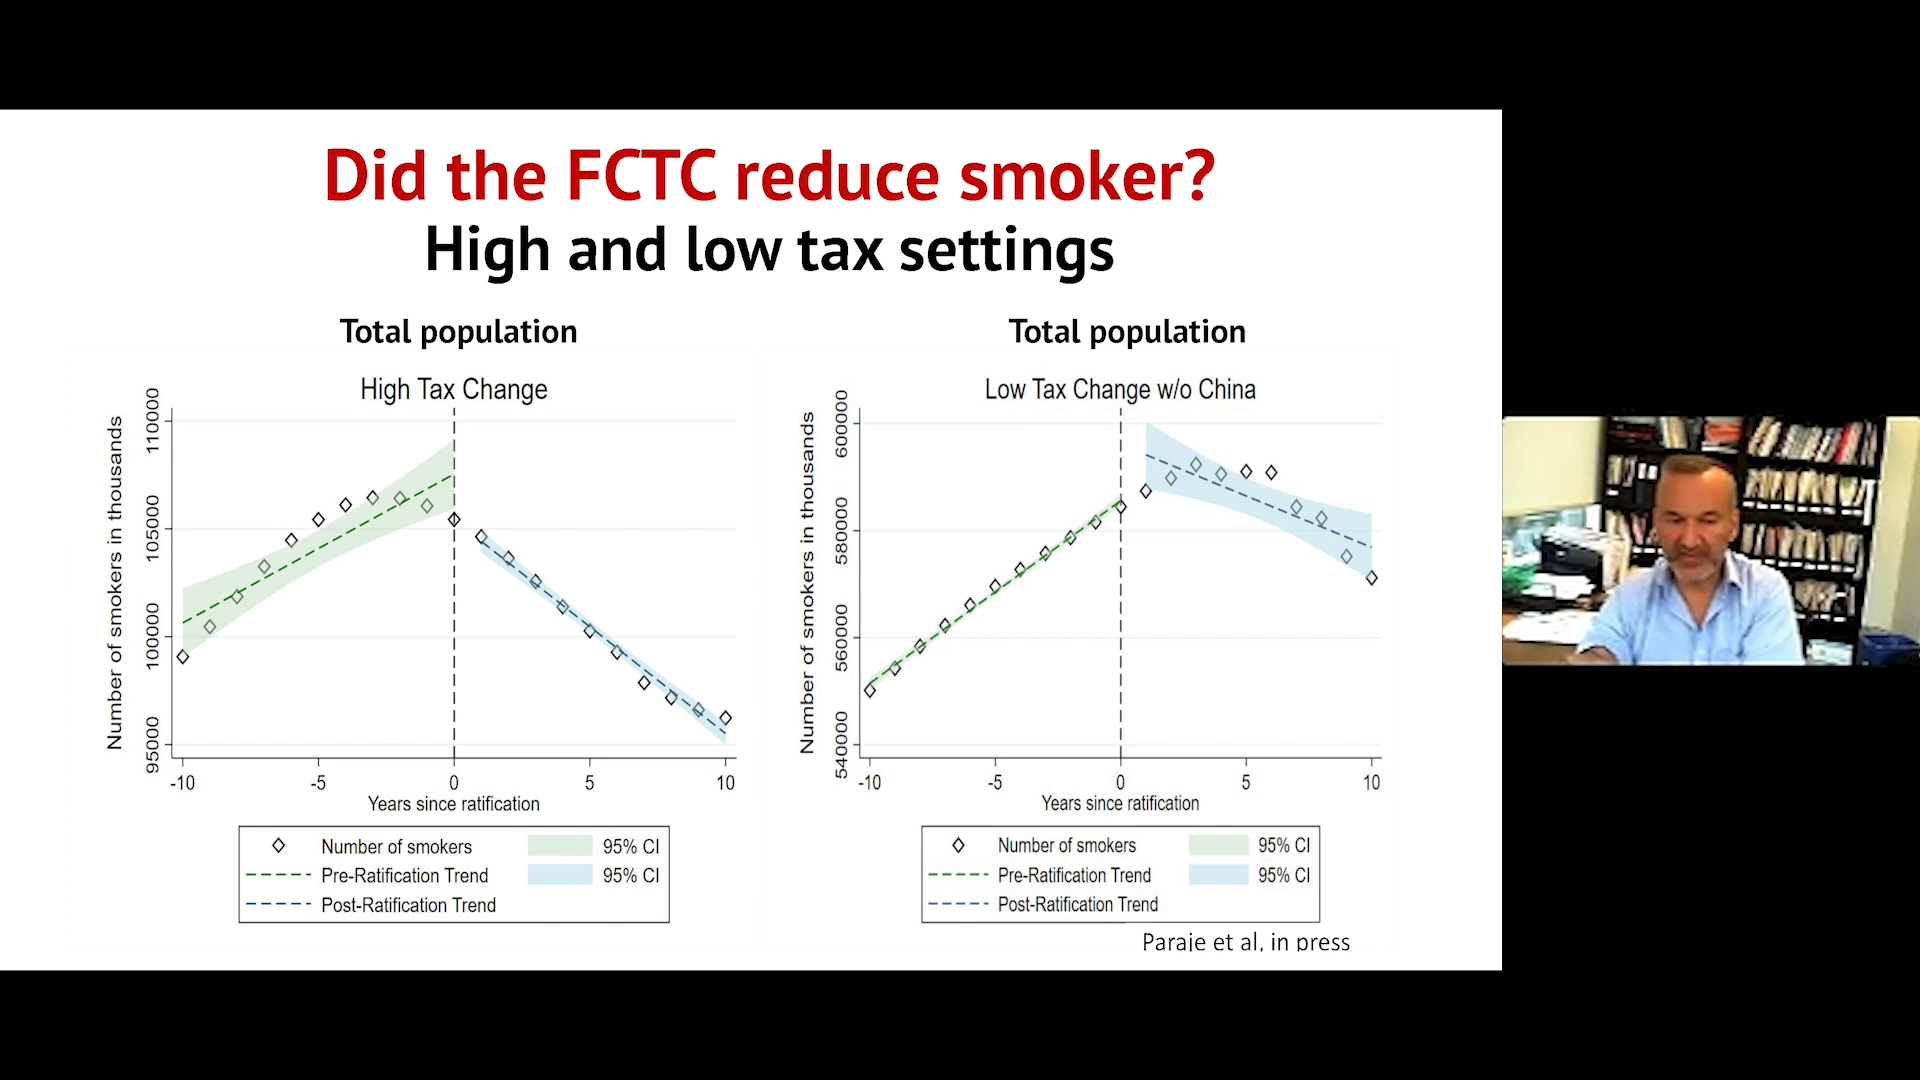 Did the FCTC reduce smoker?
High and low tax settings
Total population
High Tax Change
Number of smokers in thousands
110000
105000
100000
95000
-10
-5
0
5
10
Years since ratification
Number of smokers
95% CI
Pre-Ratification Trend
95% CI
Post-Ratification Trend
Total population
Low Tax Change w/o China
Number of smokers in thousands
600000
580000
560000
540000
-10
-5
0
5
10
Years since ratification
Number of smokers
95% CI
Pre-Ratification Trend
95% CI
Post-Ratification Trend
Paraje et al, in press